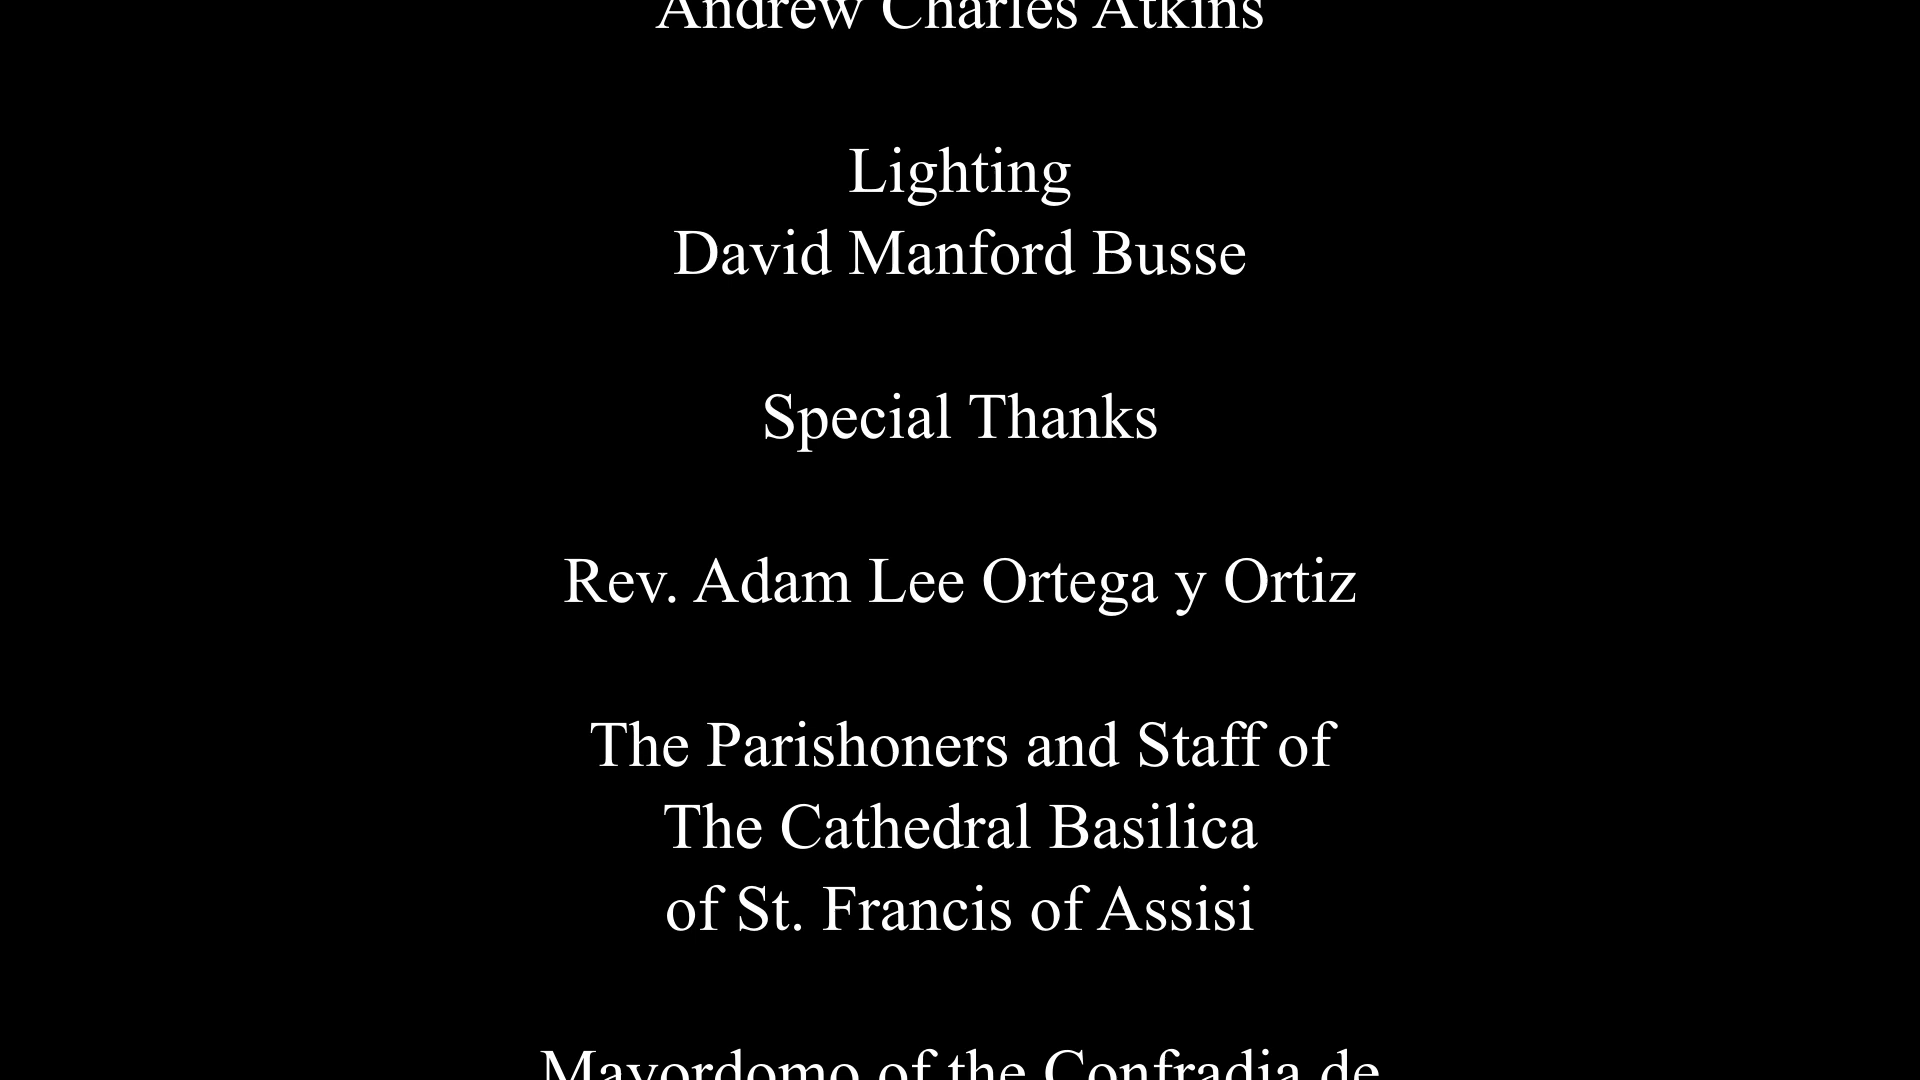 Andrew Charles Atkins
Lighting
David Manford Busse
Special Thanks
Rev. Adam Lee Ortega y Ortiz
The Parishoners and Staff of
The Cathedral Basilica
of St. Francis of Assisi
Mayordomo of the Confradia de